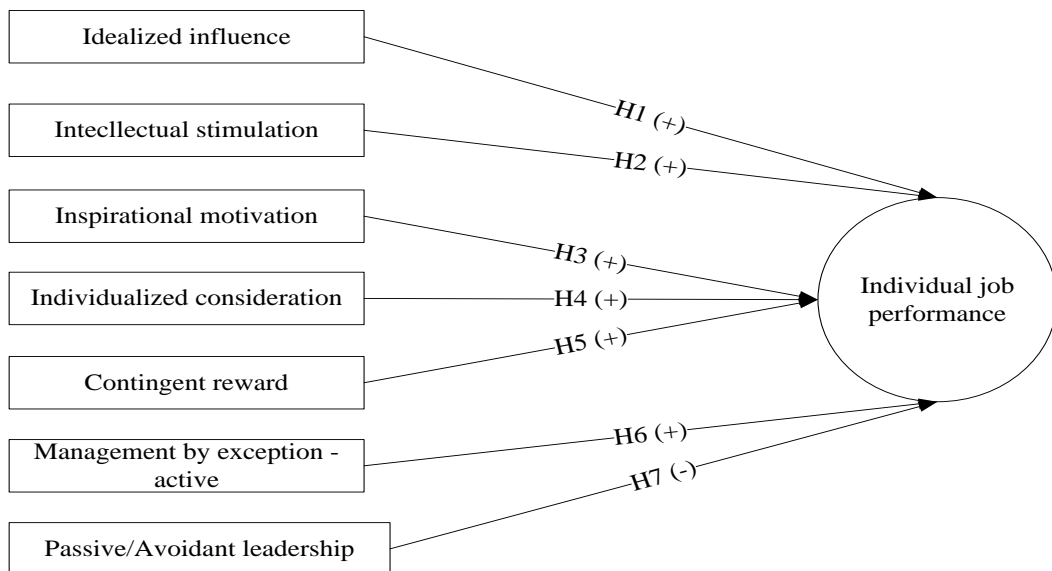 Idealized influence
H1 (+)
Intecllectual stimulation
H2 (+)
Inspirational motivation
H3 (+)
Individualized consideration
H4 (+)
Individual job
performance
Contingent reward
H5 (+)
Management by exception -
active
H6 (+)
Passive/Avoidant leadership
H7 (-)